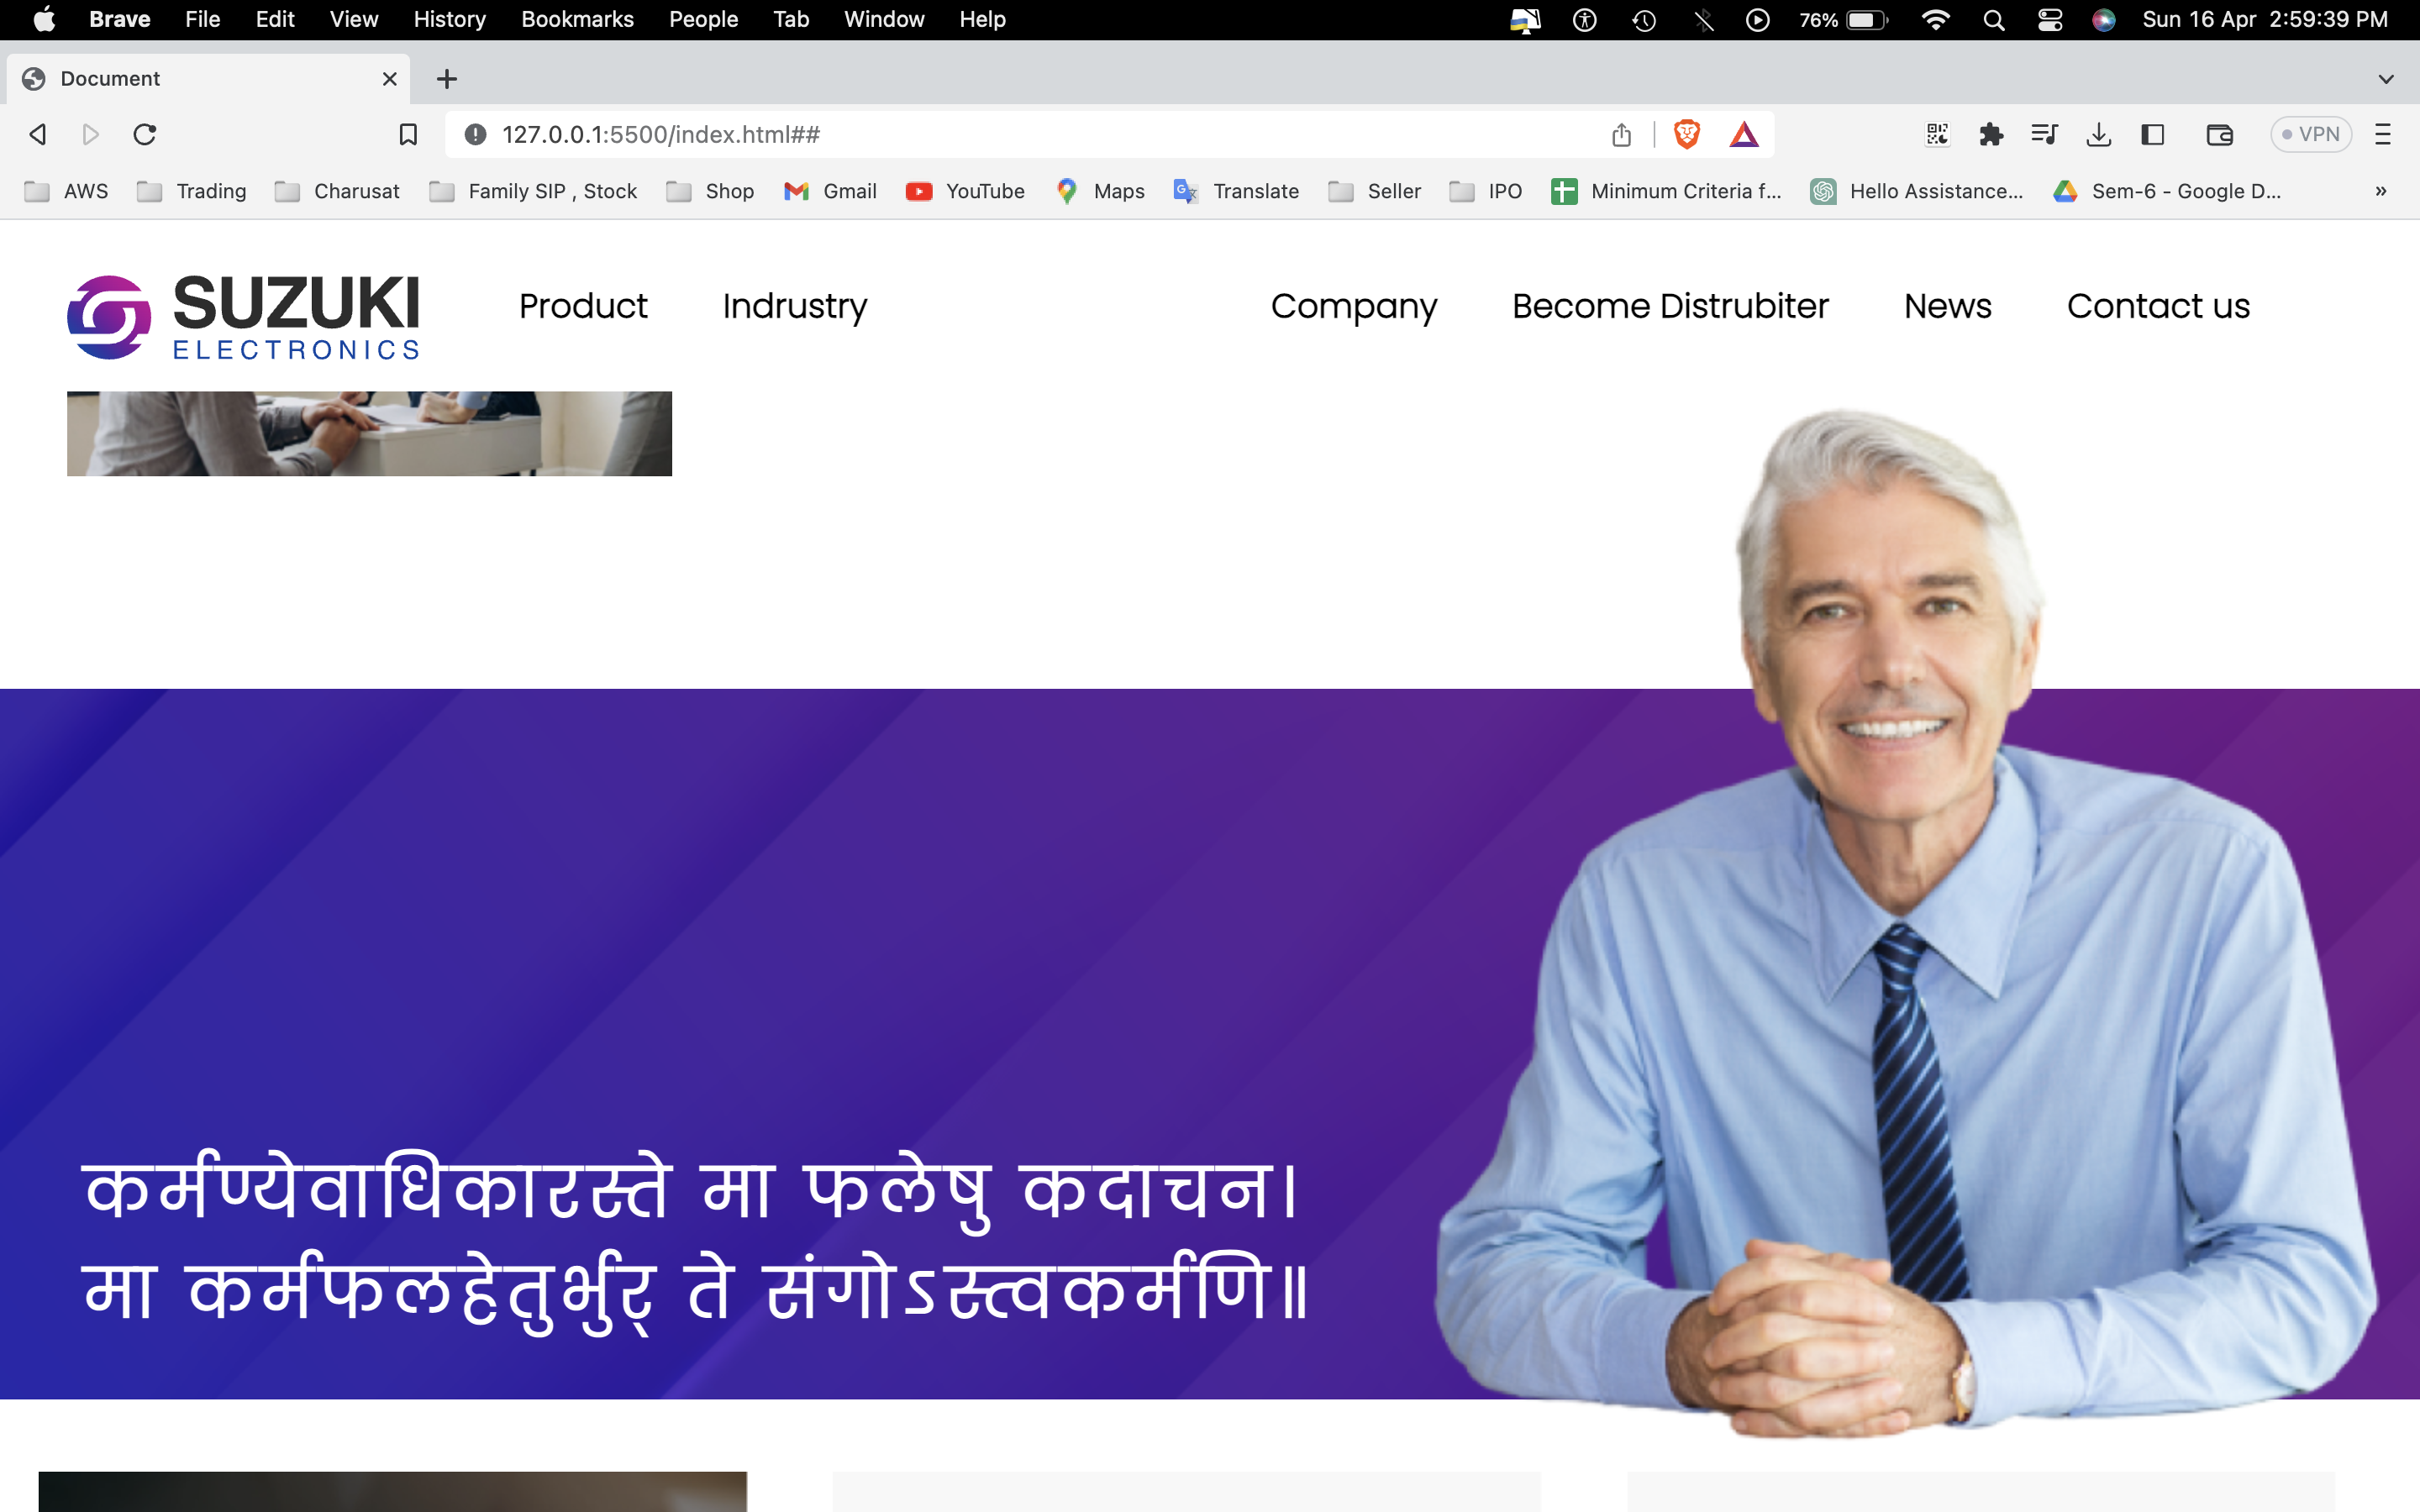 Brave File Edit View History Bookmarks People Tab Window Help 76% Sun 16 Apr 2:59:39 PM
Document
127.0.0.1:5500/index.html## VPN
AWS Trading Charusat Family SIP , Stock Shop Gmail YouTube Maps Translate Seller IPO Minimum Criteria f... Hello Assistance... Sem-6 - Google D... »
SUZUKI
ELECTRONICS
Product Indrustry Company Become Distrubiter News Contact us
कर्मण्येवाधिकारस्ते मा फलेषु कदाचन।
मा कर्मफलहेतुर्भुर् ते संगोऽस्त्वकर्मणि॥